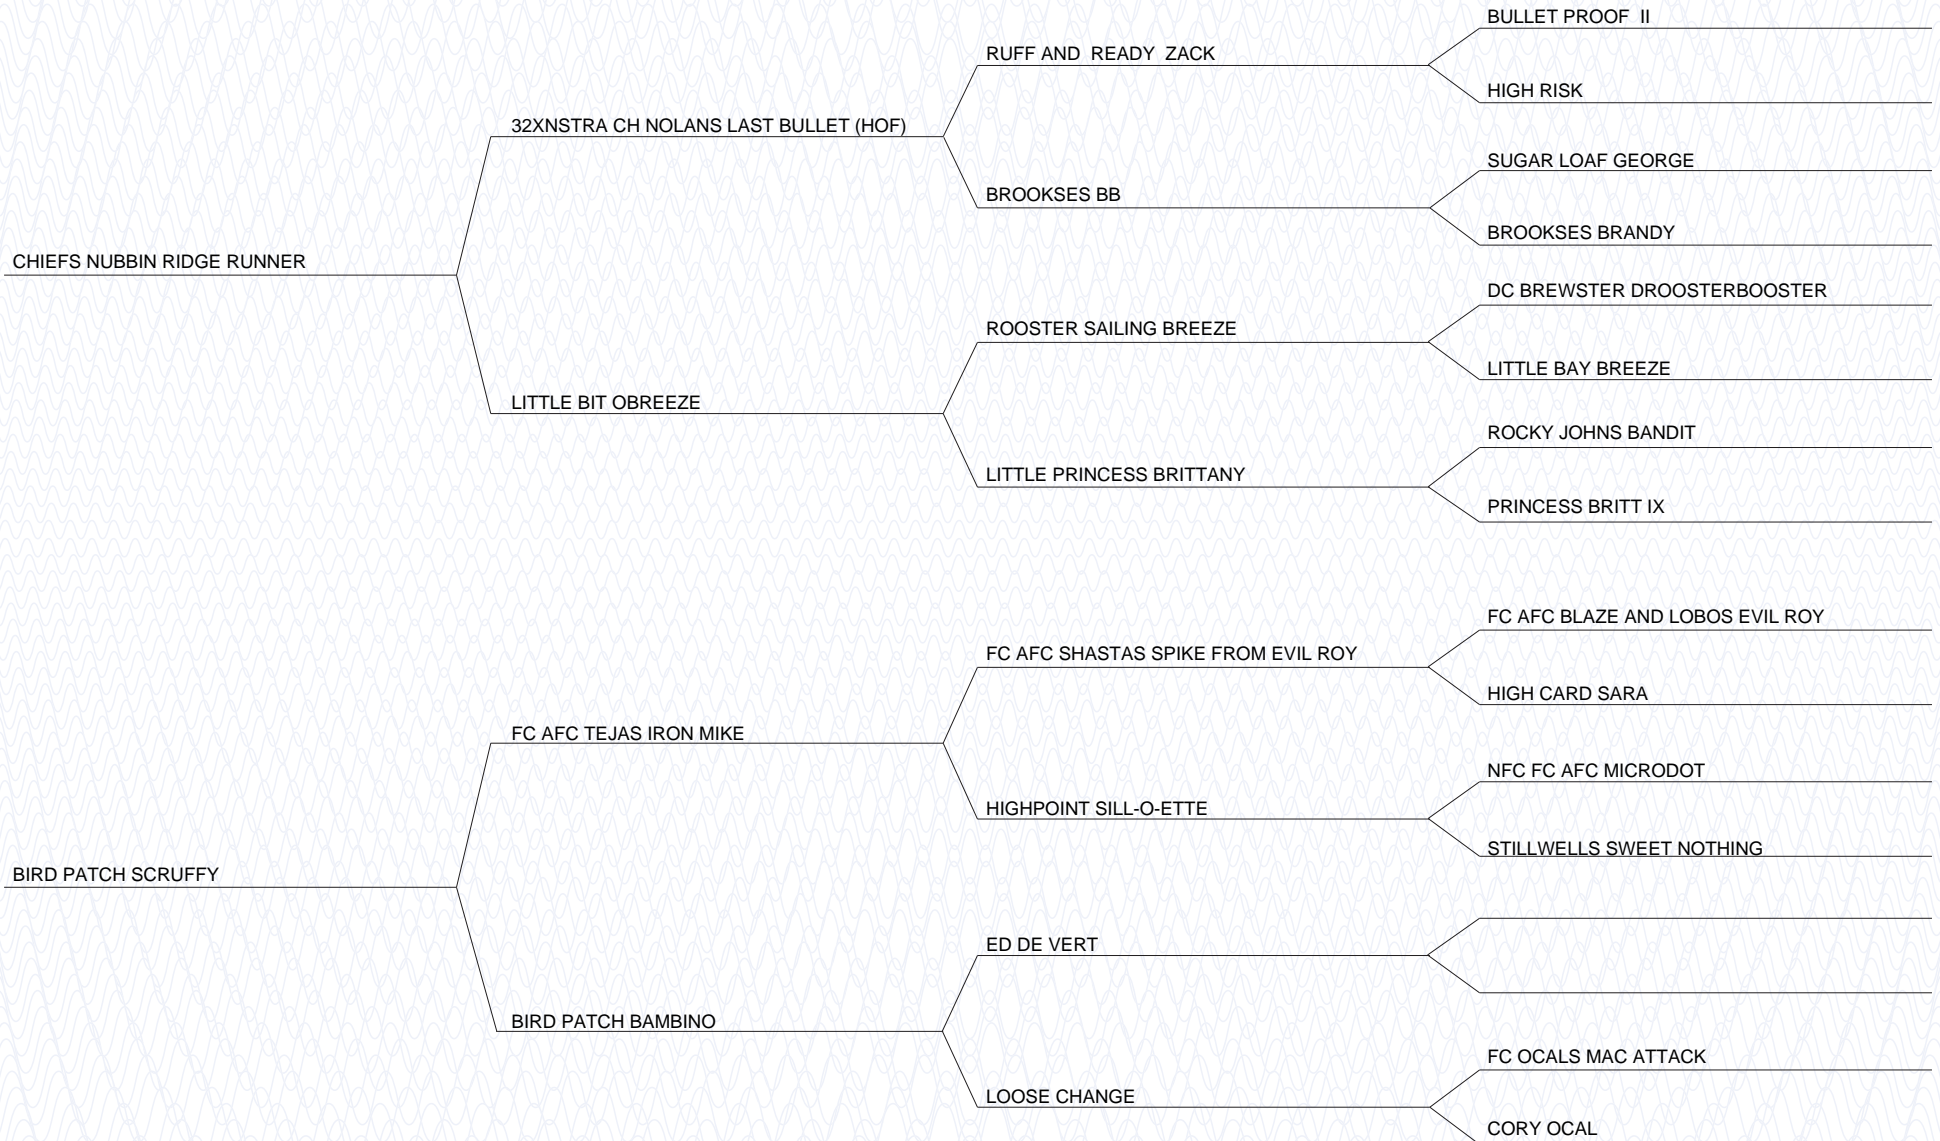 BULLET PROOF  II
RUFF AND  READY  ZACK
HIGH RISK
32XNSTRA CH NOLANS LAST BULLET (HOF)
SUGAR LOAF GEORGE
BROOKSES BB
BROOKSES BRANDY
CHIEFS NUBBIN RIDGE RUNNER
DC BREWSTER DROOSTERBOOSTER
ROOSTER SAILING BREEZE
LITTLE BAY BREEZE
LITTLE BIT OBREEZE
ROCKY JOHNS BANDIT
LITTLE PRINCESS BRITTANY
PRINCESS BRITT IX
FC AFC BLAZE AND LOBOS EVIL ROY
FC AFC SHASTAS SPIKE FROM EVIL ROY
HIGH CARD SARA
FC AFC TEJAS IRON MIKE
NFC FC AFC MICRODOT
HIGHPOINT SILL-O-ETTE
STILLWELLS SWEET NOTHING
BIRD PATCH SCRUFFY
ED DE VERT
BIRD PATCH BAMBINO
FC OCALS MAC ATTACK
LOOSE CHANGE
CORY OCAL